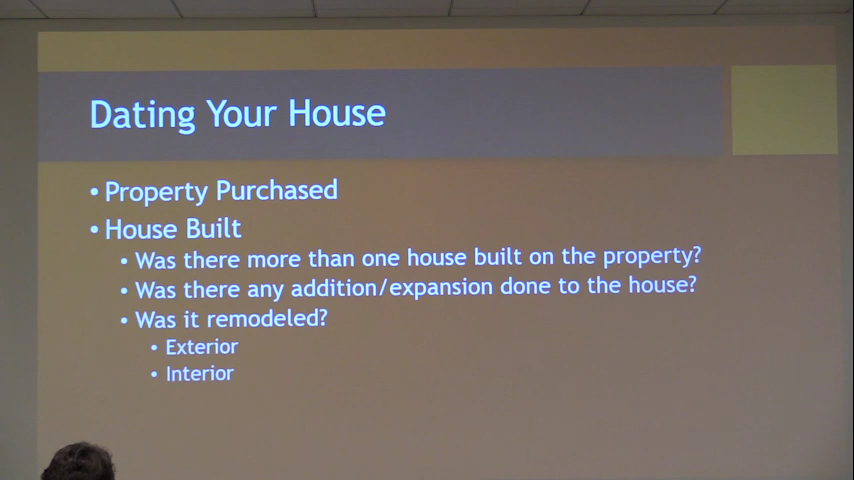 Dating Your House
• Property Purchased
• House Built
• Was there more than one house built on the property?
• Was there any addition/expansion done to the house?
• Was it remodeled?
• Exterior
• Interior